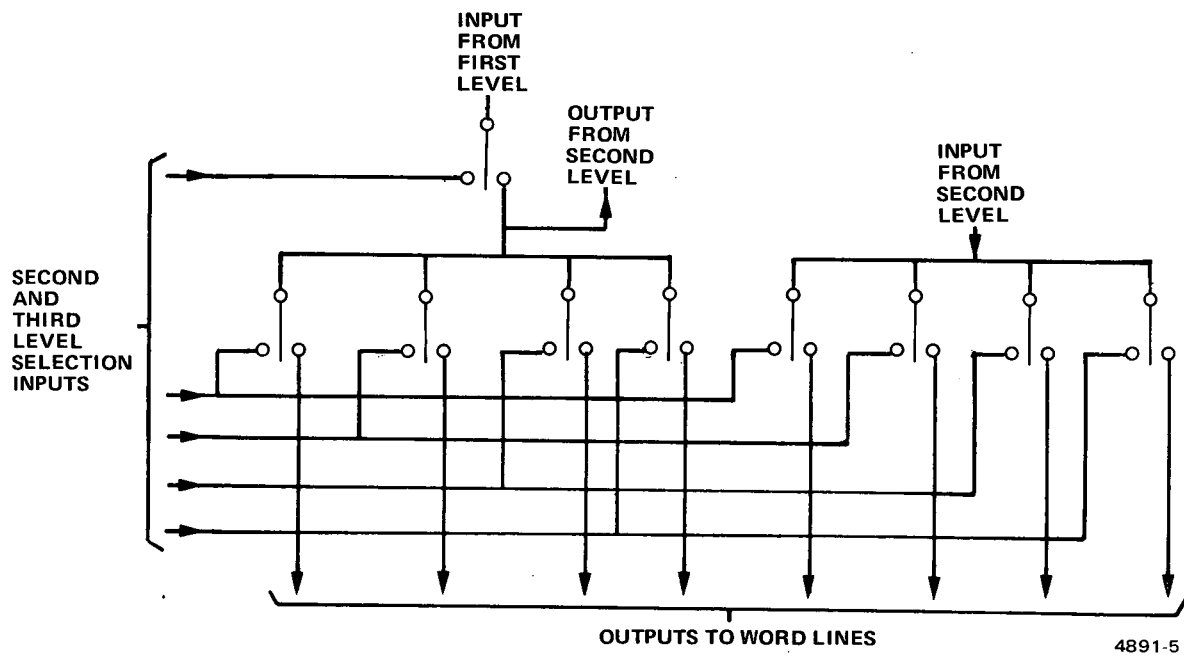 INPUT
FROM
FIRST
LEVEL
OUTPUT
FROM
SECOND
LEVEL
INPUT
FROM
SECOND
LEVEL
SECOND
AND
THIRD
LEVEL
SELECTION
INPUTS
OUTPUTS TO WORD LINES
4891-5